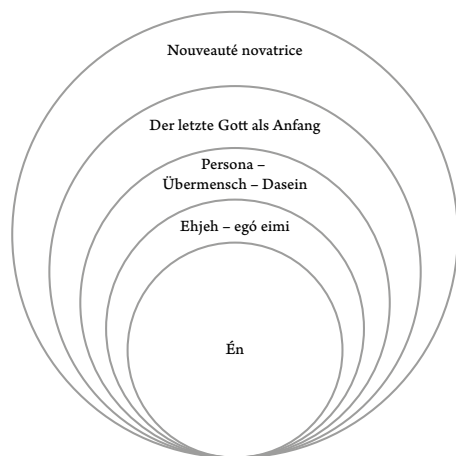 Nouveauté novatrice
Der letzte Gott als Anfang
Persona –
Übermensch – Dasein
Ehjeh – egó eimi
Én